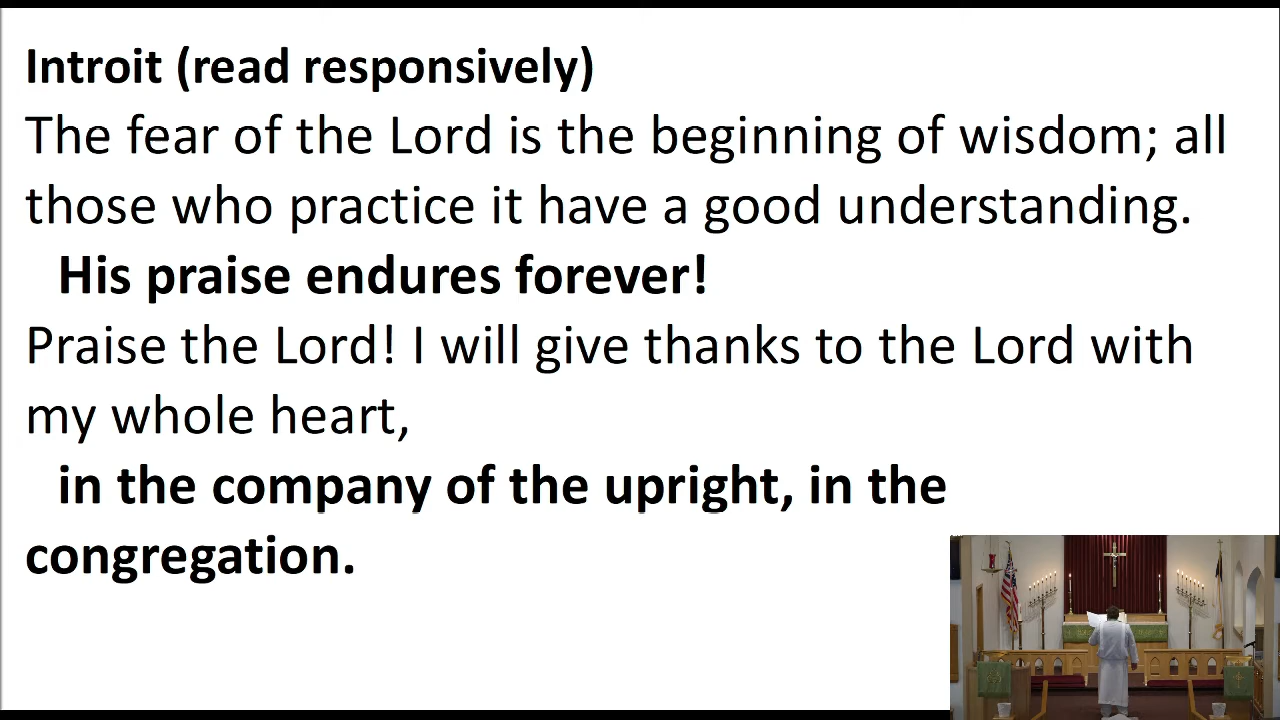 Introit (read responsively)
The fear of the Lord is the beginning of wisdom; all
those who practice it have a good understanding.
His praise endures forever!
Praise the Lord! I will give thanks to the Lord with
my whole heart,
in the company of the upright, in the
congregation.